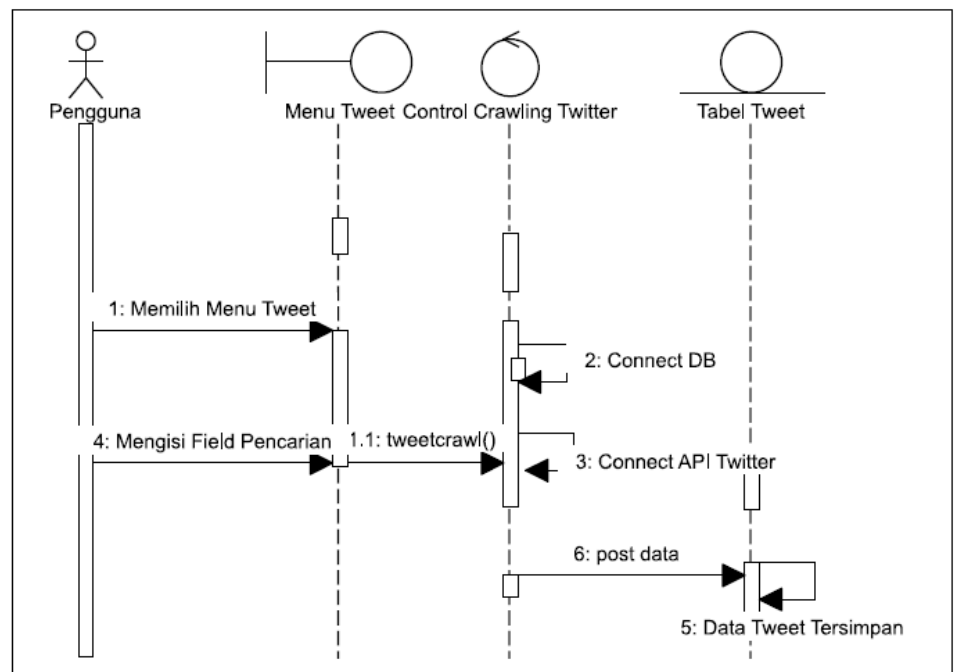 Pengguna
Menu Tweet
Control Crawling Twitter
Tabel Tweet
1: Memilih Menu Tweet
2: Connect DB
4: Mengisi Field Pencarian
1.1: tweetcrawl()
3: Connect API Twitter
6: post data
5: Data Tweet Tersimpan